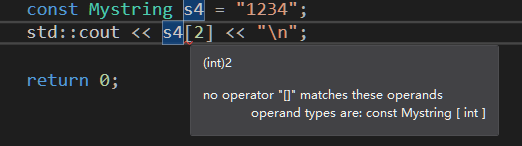 const Mystring s4 = "1234";
std::cout << s4[2] << "\n";
(int)2
return 0;
no operator "[]" matches these operands
operand types are: const Mystring [ int ]